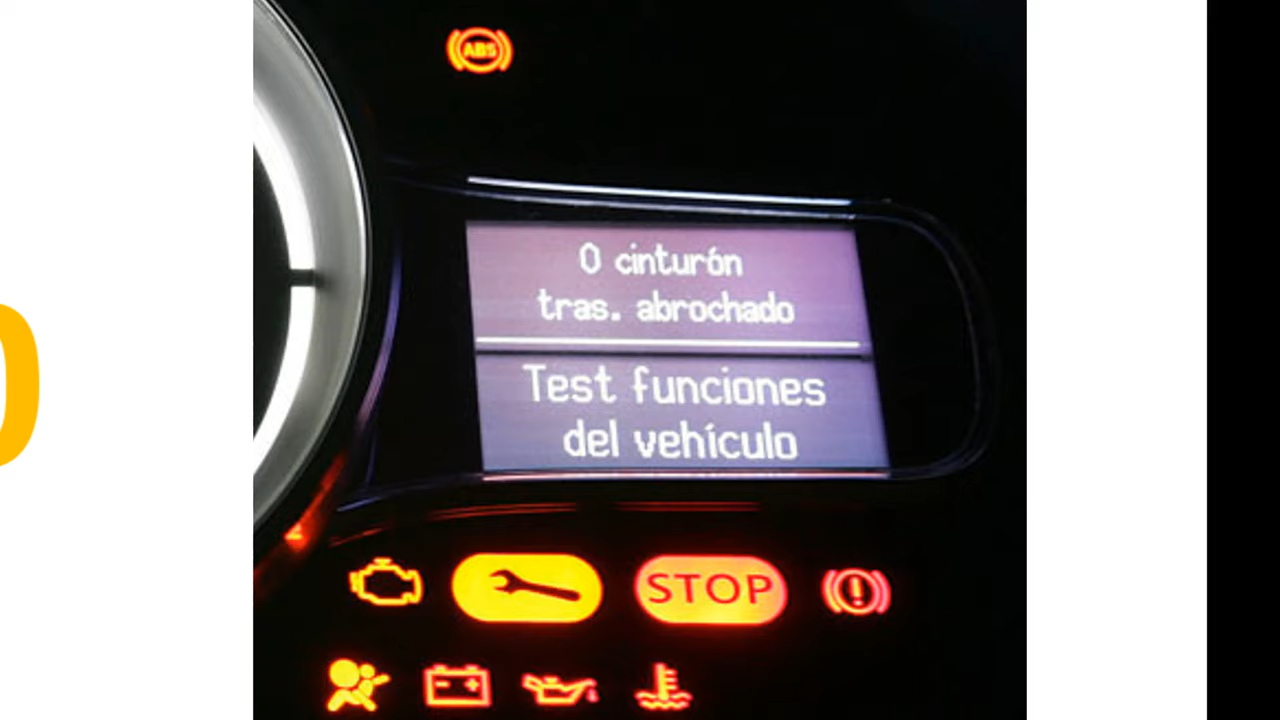 ABS
0 cinturón
tras. abrochado
Test funciones
del vehículo
STOP